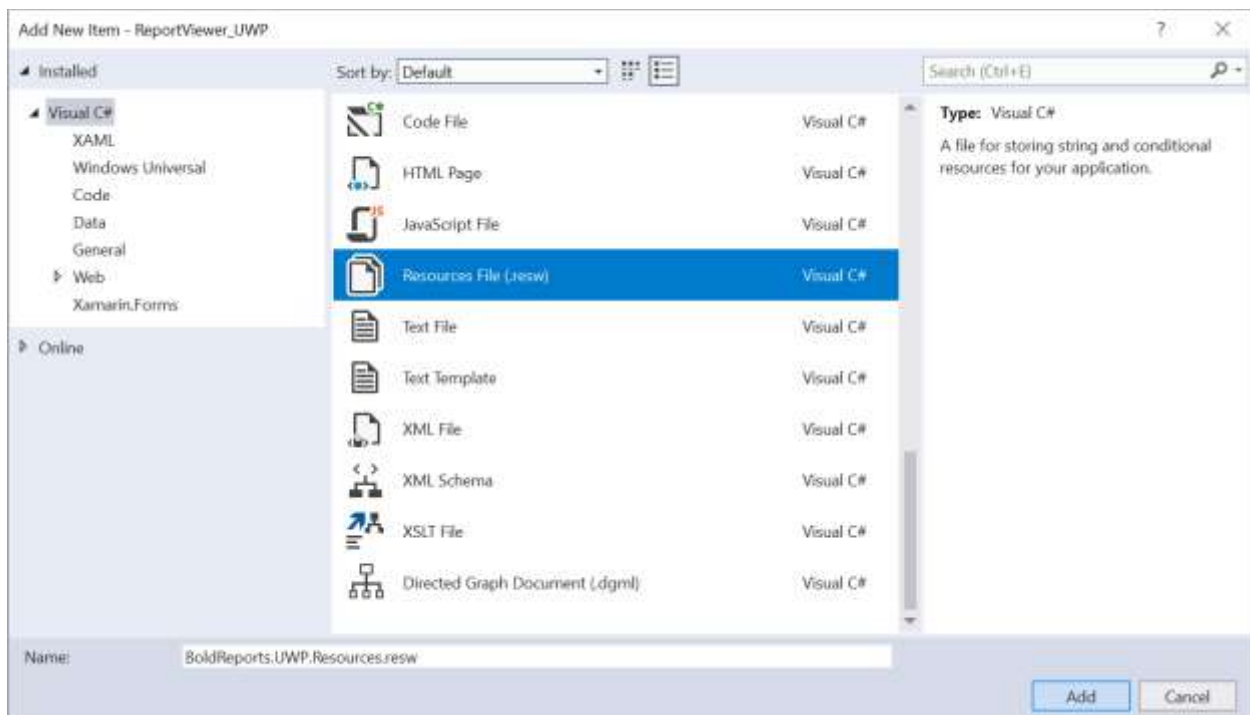 Add New Item - ReportViewer_UWP
Installed
Sort by: Default
Search (Ctrl+E)
Visual C#
XAML
Windows Universal
Code
Data
General
Web
Xamarin.Forms
Online
Code File Visual C#
HTML Page Visual C#
JavaScript File Visual C#
Resources File (.resw) Visual C#
Text File Visual C#
Text Template Visual C#
XML File Visual C#
XML Schema Visual C#
XSLT File Visual C#
Directed Graph Document (.dgml) Visual C#
Type: Visual C#
A file for storing string and conditional
resources for your application.
Name: BoldReports.UWP.Resources.resw
Add Cancel